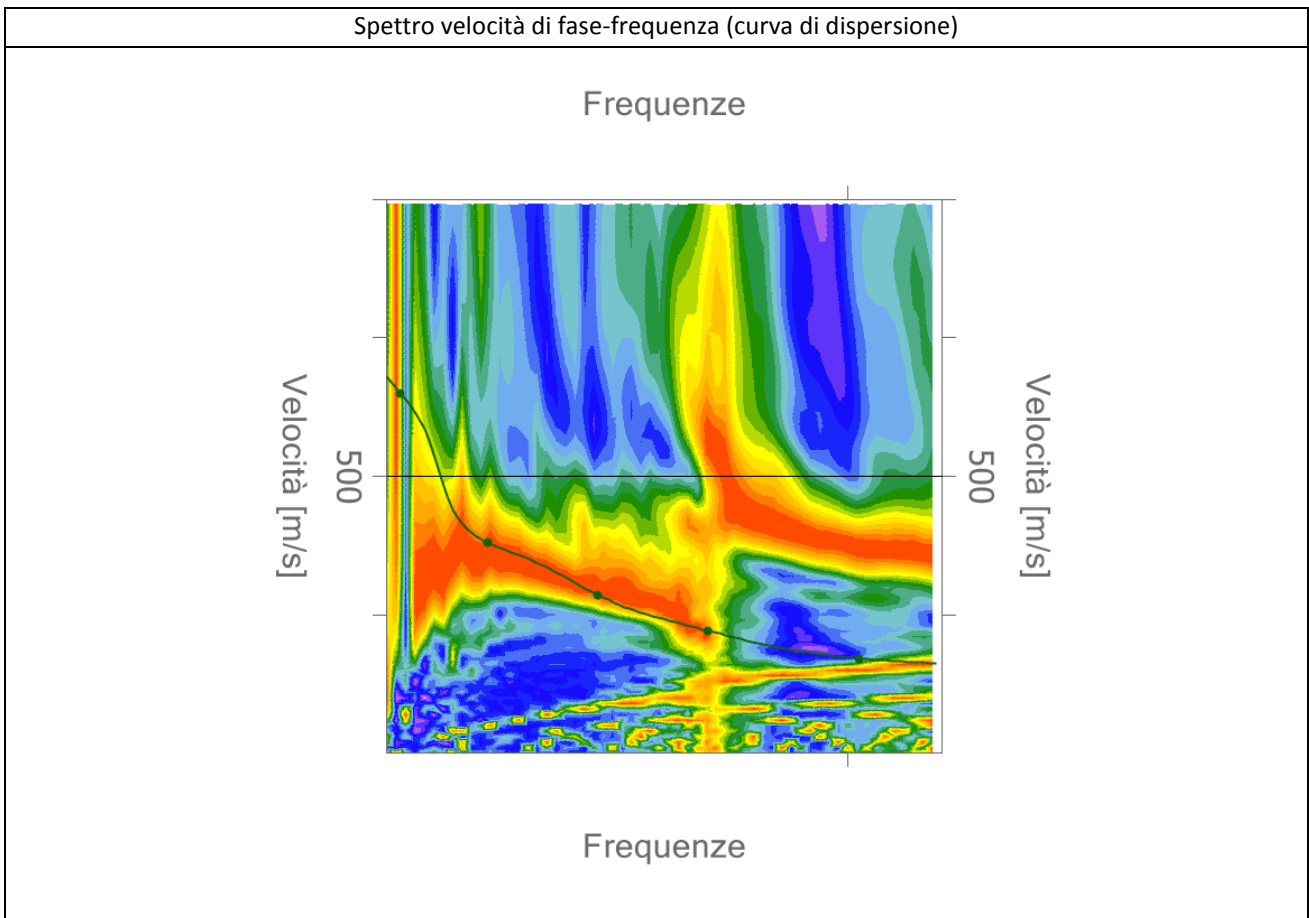 Spettro velocità di fase-frequenza (curva di dispersione)
Frequenze
Velocità [m/s]
500
500
Velocità [m/s]
Frequenze